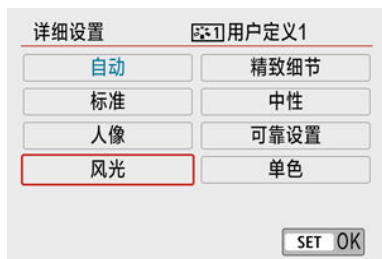 详细设置 1用户定义1
自动 精致细节
标准 中性
人像 可靠设置
风光 单色
SET OK